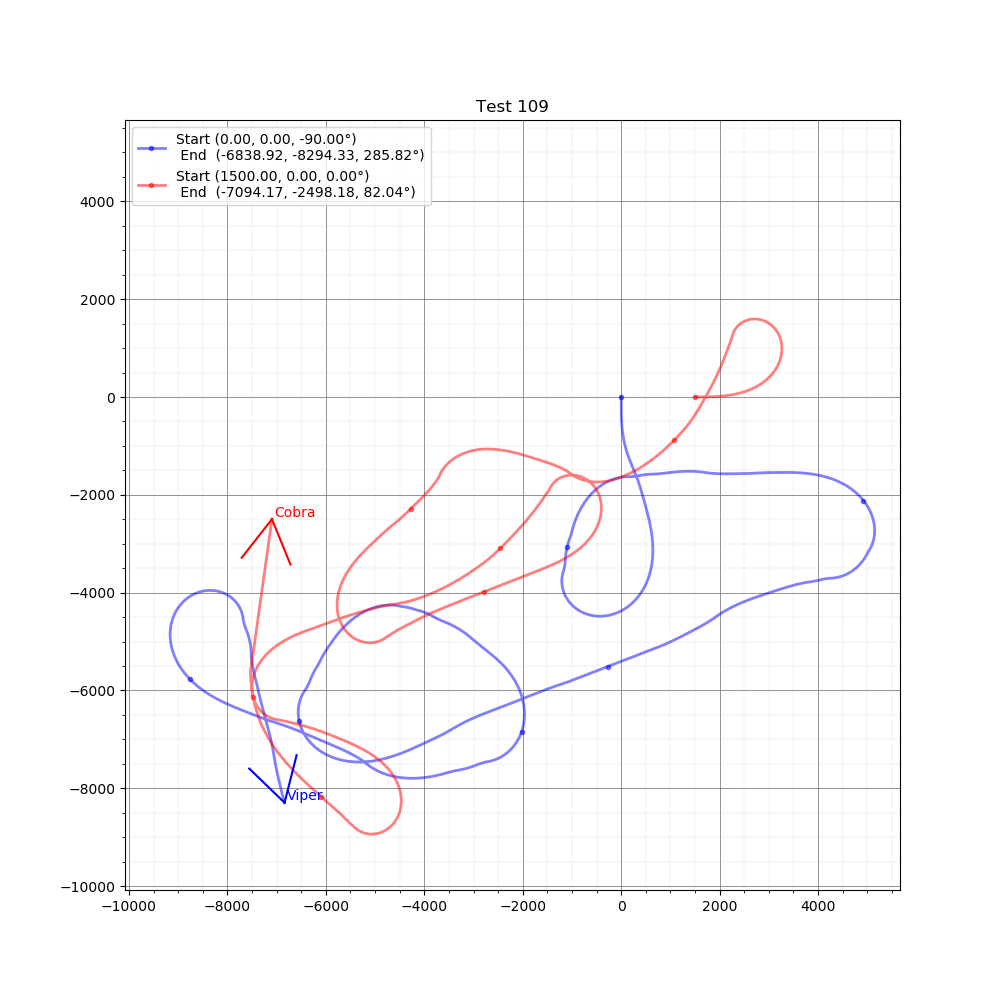 Test 109
Start (0.00, 0.00, -90.00°)
End (-6838.92, -8294.33, 285.82°)
Start (1500.00, 0.00, 0.00°)
End (-7094.17, -2498.18, 82.04°)
4000
2000
0
−2000
−4000
−6000
−8000
−10000
Cobra
Viper
−10000 −8000 −6000 −4000 −2000 0 2000 4000